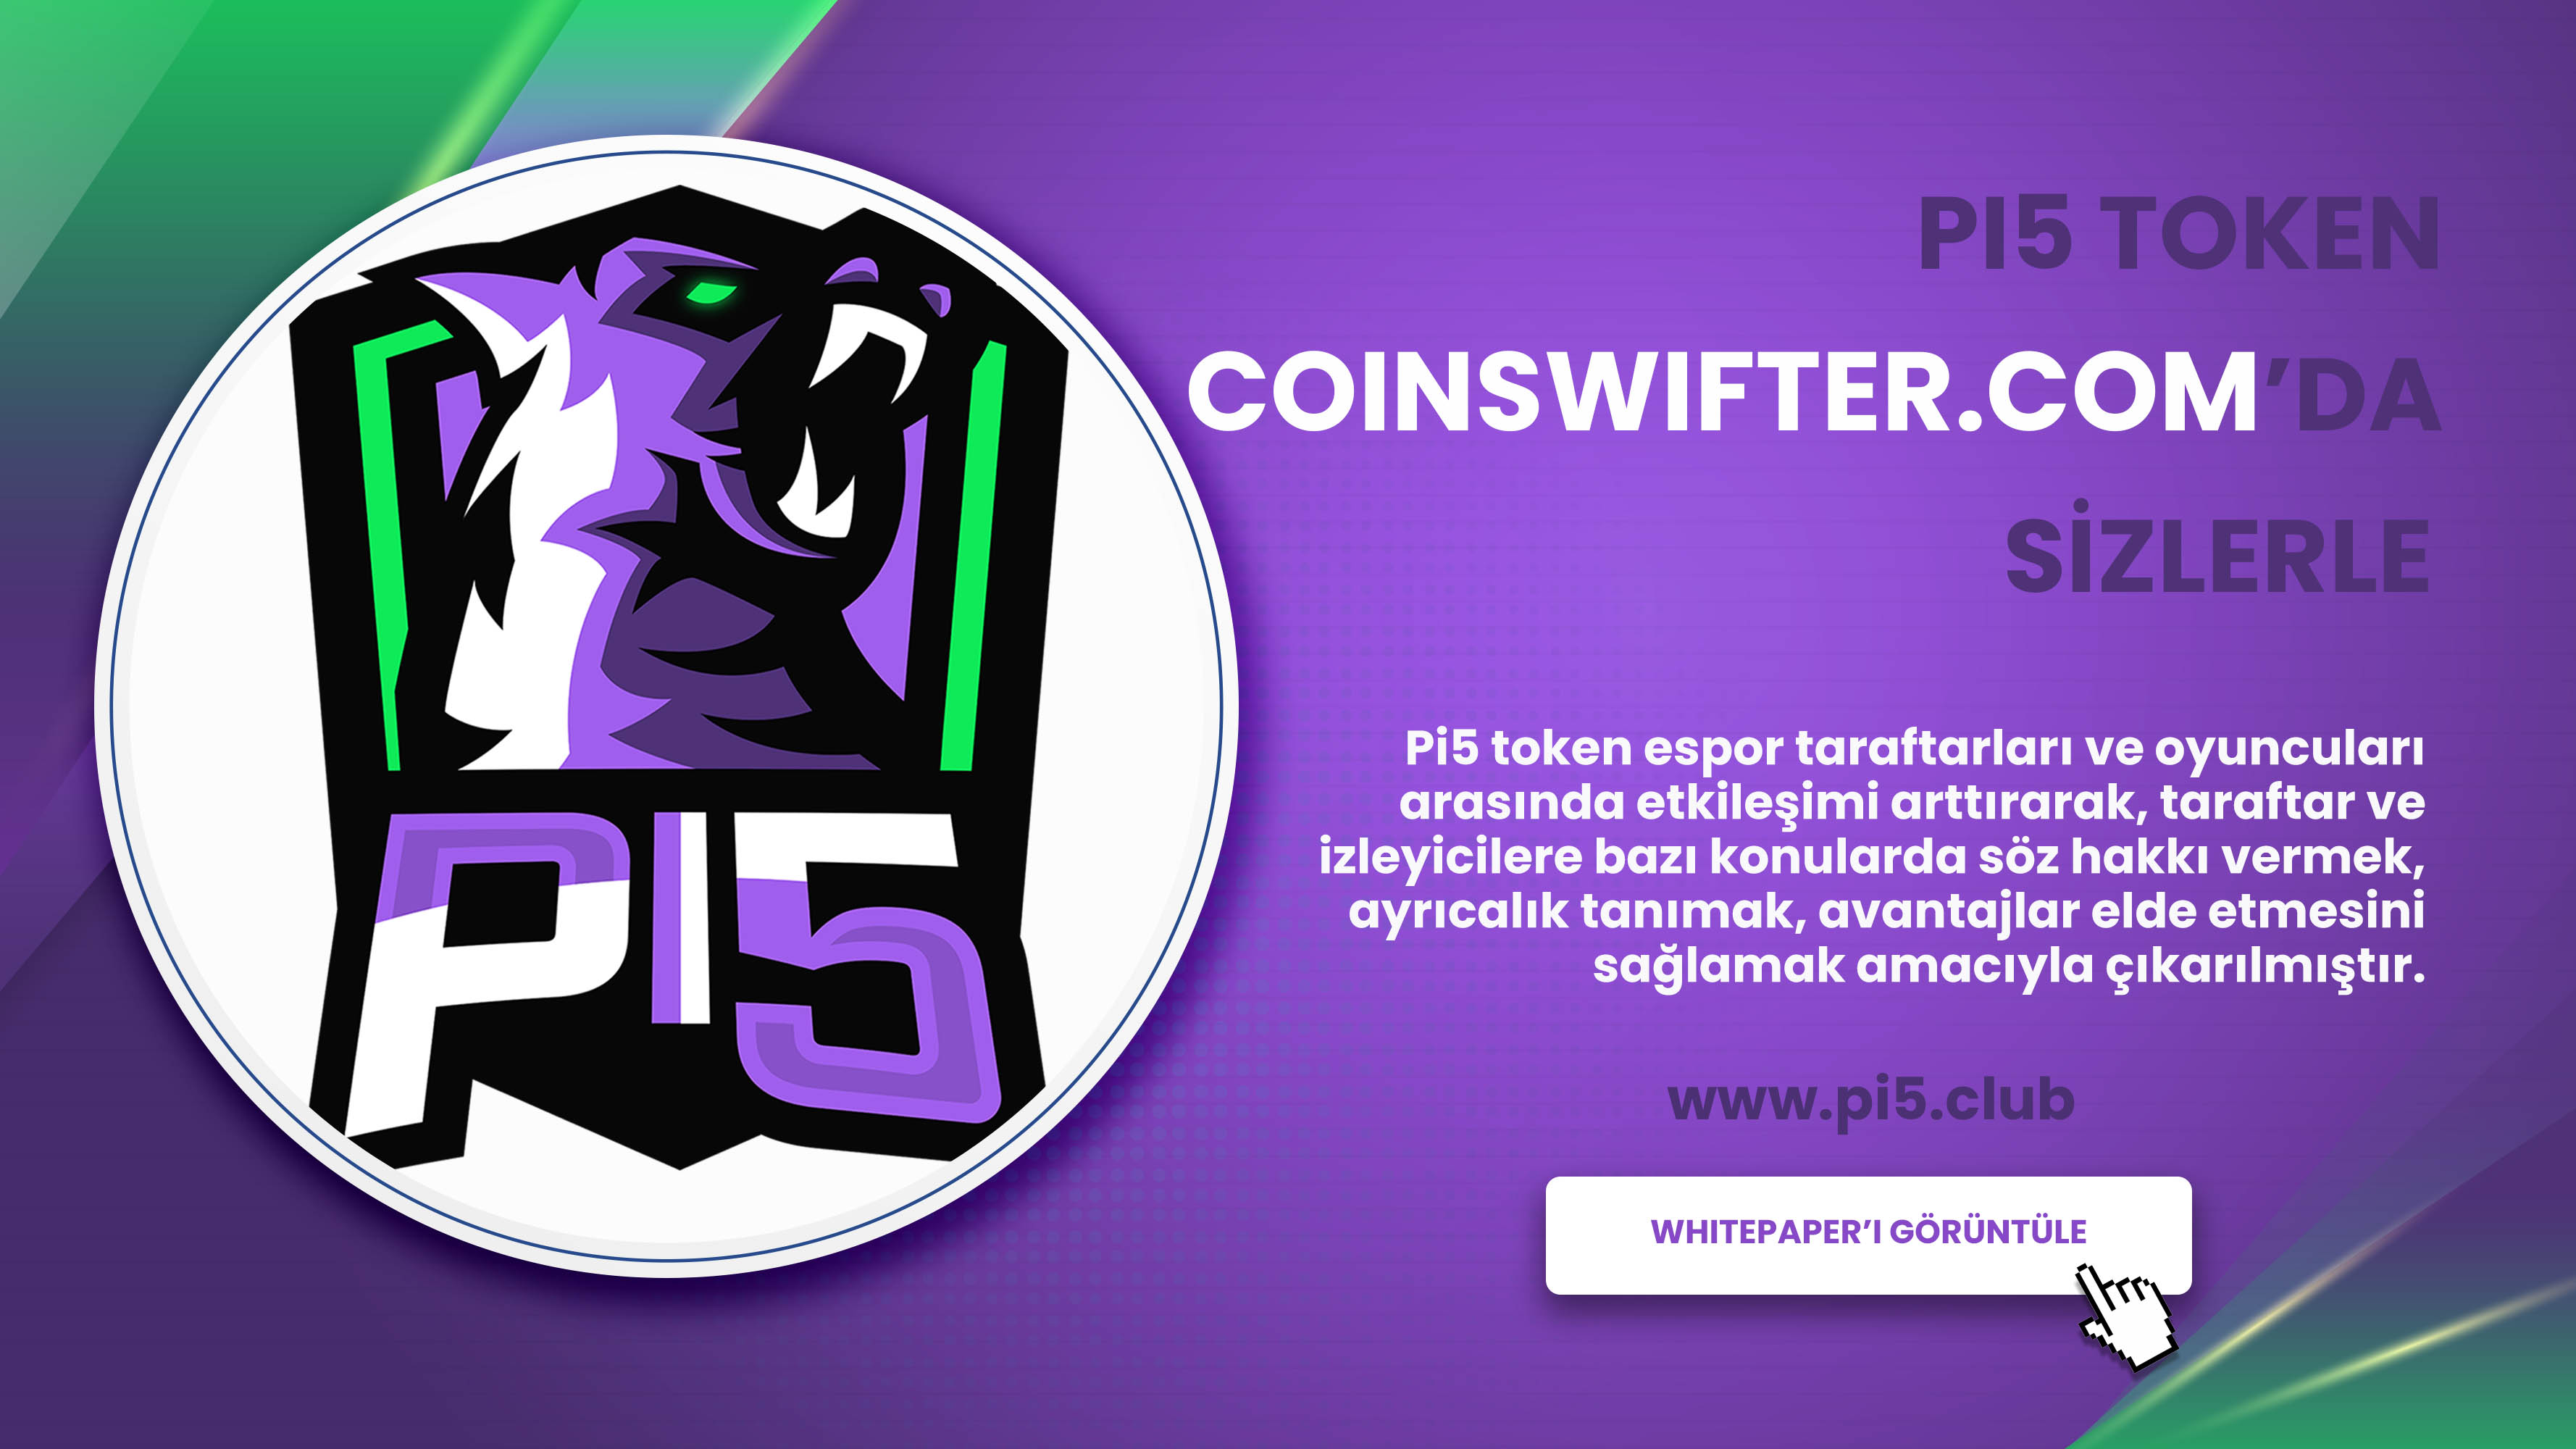 PI5
PI5 TOKEN
COINSWIFTER.COM’DA
SİZLERLE
Pi5 token espor taraftarları ve oyuncuları
arasında etkileşimi arttırarak, taraftar ve
izleyicilere bazı konularda söz hakkı vermek,
ayrıcalık tanımak, avantajlar elde etmesini
sağlamak amacıyla çıkarılmıştır.
www.pi5.club
WHITEPAPER’I GÖRÜNTÜLE